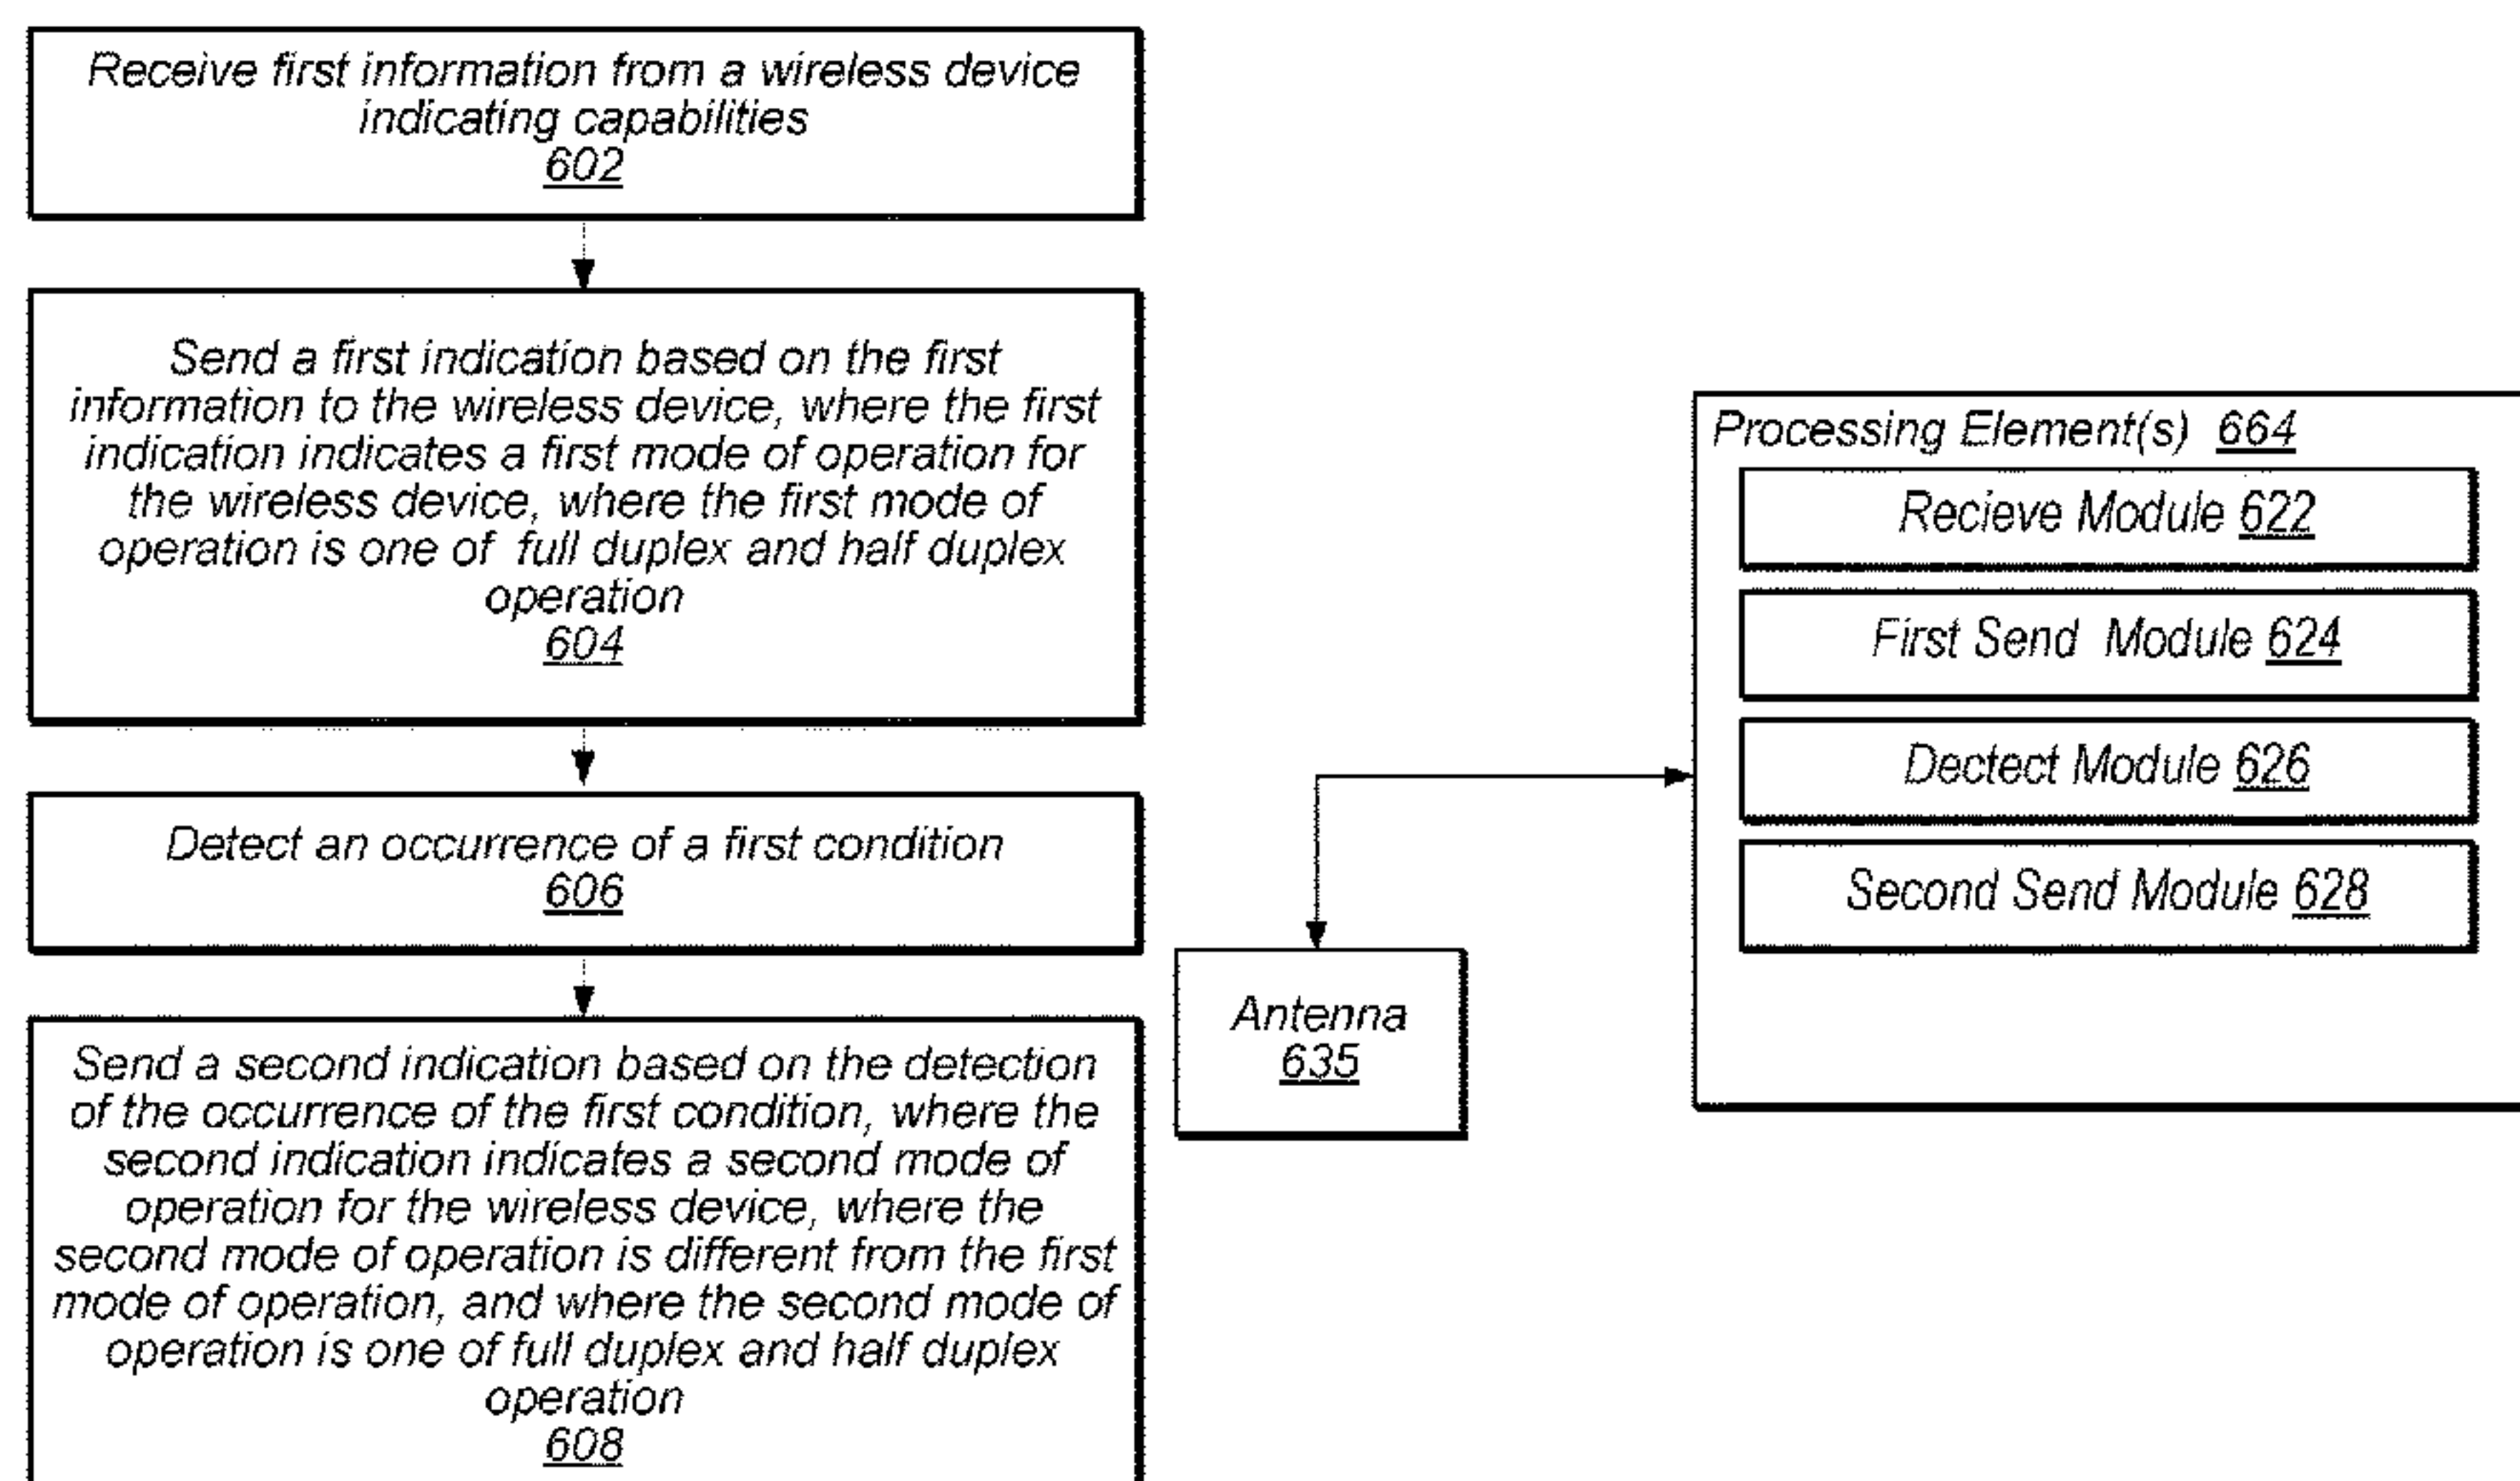 Receive first information from a wireless device
indicating capabilities
602
Send a first indication based on the first
information to the wireless device, where the first
indication indicates a first mode of operation for
the wireless device, where the first mode of
operation is one of full duplex and half duplex
operation
604
Detect an occurrence of a first condition
606
Send a second indication based on the detection
of the occurrence of the first condition, where the
second indication indicates a second mode of
operation for the wireless device, where the
second mode of operation is different from the first
mode of operation, and where the second mode of
operation is one of full duplex and half duplex
operation
608
Antenna
635
Processing Element(s) 664
Recieve Module 622
First Send Module 624
Dectect Module 626
Second Send Module 628